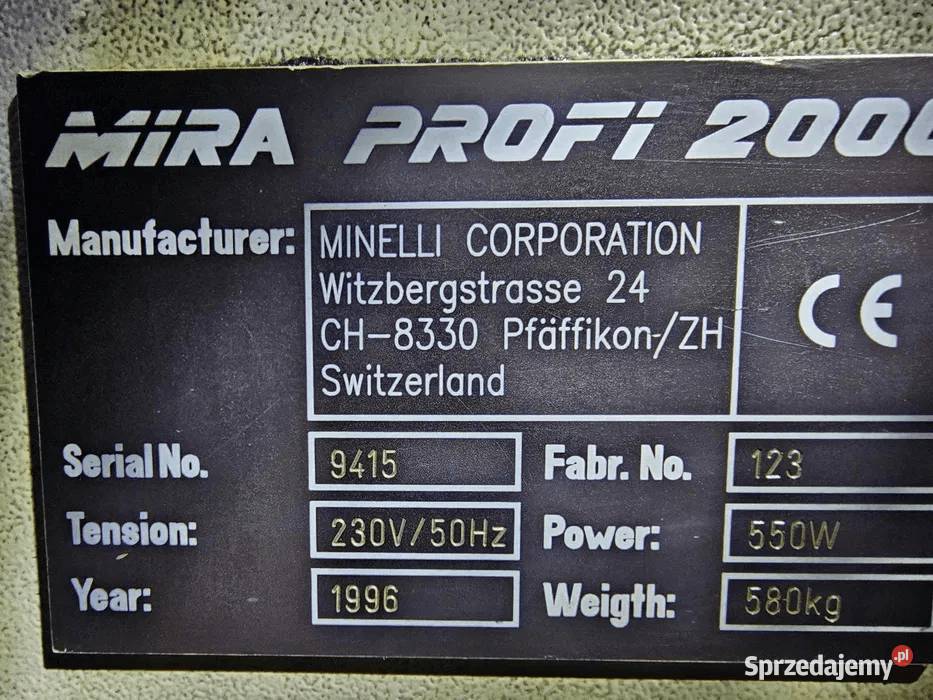 MiRA PROFi 2000
Manufacturer: MINELLI CORPORATION
Witzbergstrasse 24
CH-8330 Pfäffikon/ZH
Switzerland
CE
Serial No. 9415 Fabr. No. 123
Tension: 230V/50Hz Power: 550W
Year: 1996 Weigth: 580kg
Sprzedajemy.pl